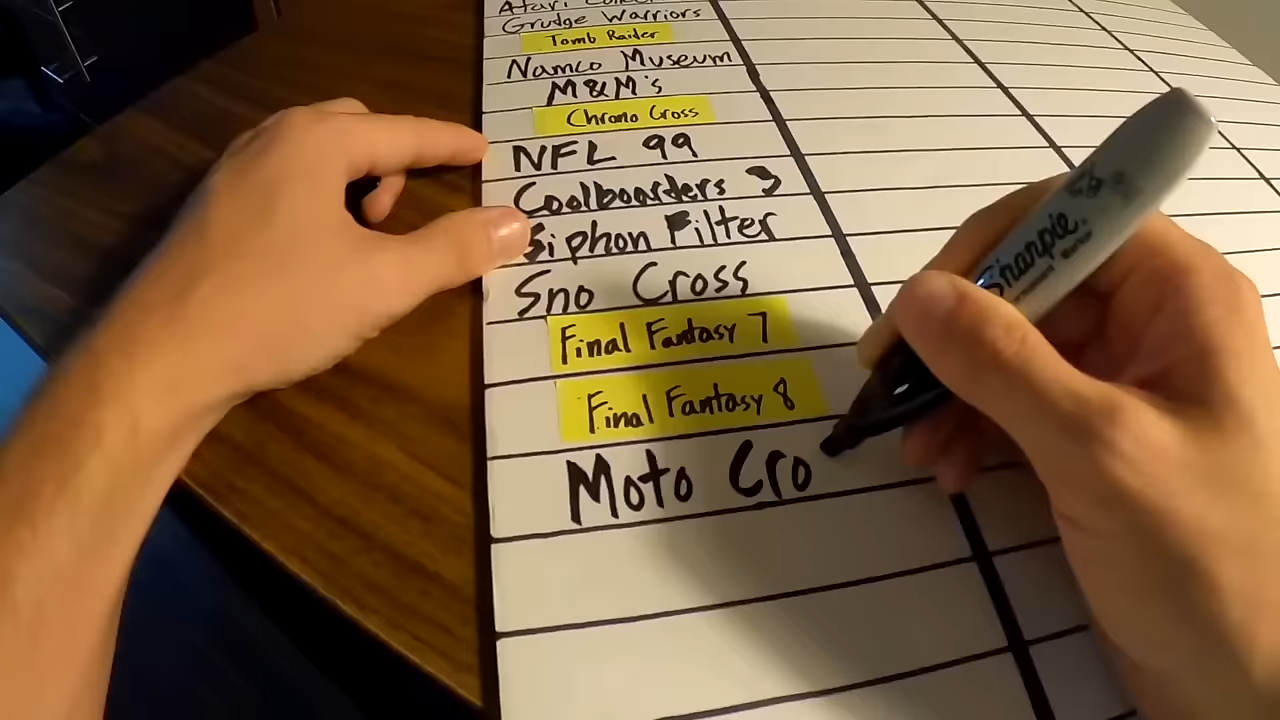 Atari
Grudge Warriors
Tomb Raider
Namco Museum
M&M's
Chrono Cross
NFL 99
Coolboarders 3
Siphon Filter
Sno Cross
Final Fantasy 7
Final Fantasy 8
Moto Cro
Sharpie.